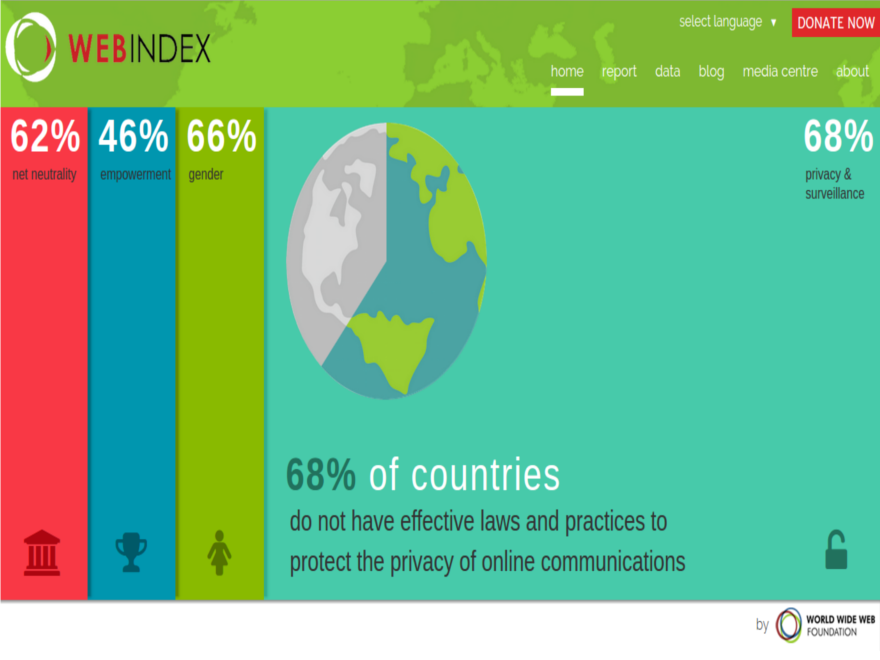 select language ▼ DONATE NOW
WEBINDEX
home report data blog media centre about
62% 46% 66% 68%
net neutrality empowerment gender privacy &
surveillance
68% of countries
do not have effective laws and practices to
protect the privacy of online communications
by WORLD WIDE WEB
FOUNDATION